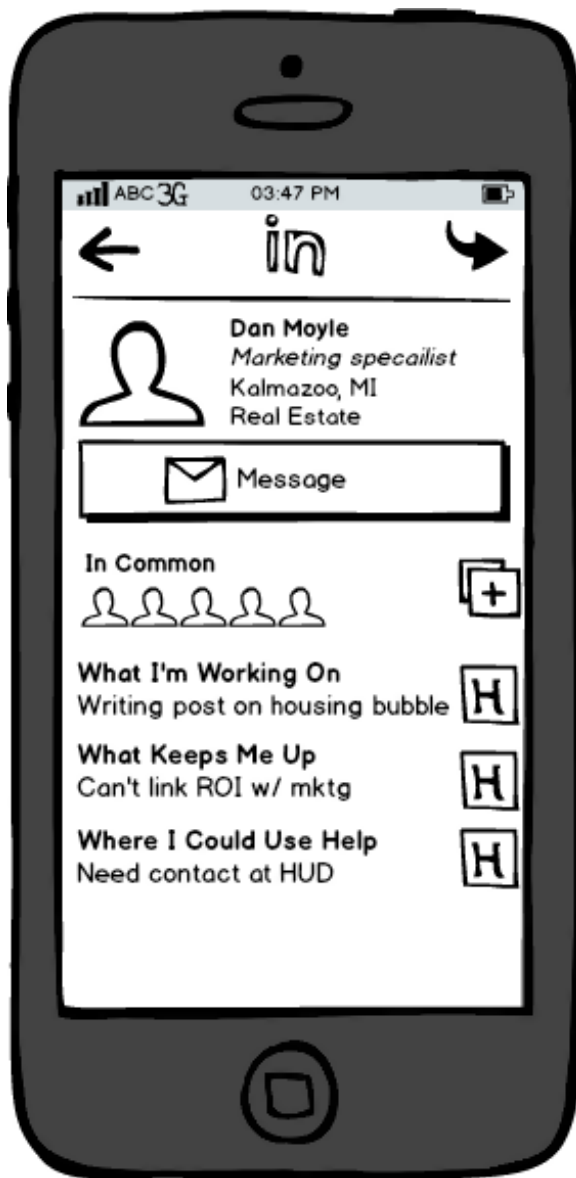 ABC 3G 03:47 PM
in
Dan Moyle
Marketing specailist
Kalmazoo, MI
Real Estate
Message
In Common
+
What I'm Working On
Writing post on housing bubble H
What Keeps Me Up
Can't link ROI w/ mktg H
Where I Could Use Help
Need contact at HUD H